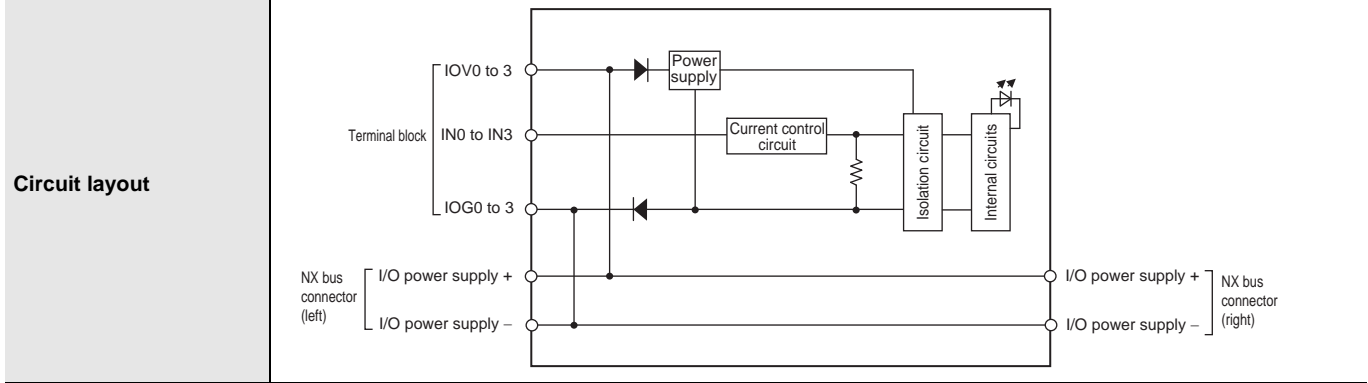 Circuit layout
Terminal block
IOV0 to 3
IN0 to IN3
IOG0 to 3
Power
supply
Current control
circuit
Isolation circuit
Internal circuits
NX bus
connector
(left)
I/O power supply +
I/O power supply −
I/O power supply +
I/O power supply −
NX bus
connector
(right)